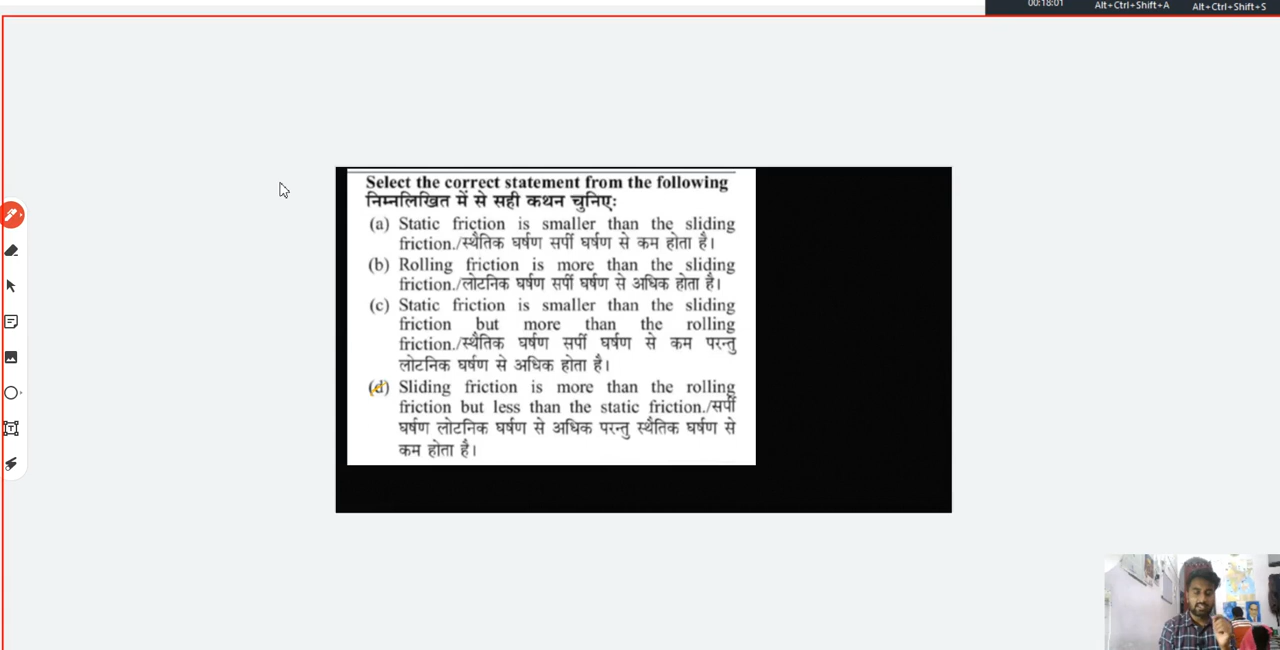 00:18:01 Alt+Ctrl+Shift+A Alt+Ctrl+Shift+S
Select the correct statement from the following
निम्नलिखित में से सही कथन चुनिए:
(a) Static friction is smaller than the sliding
friction./स्थैतिक घर्षण सर्पी घर्षण से कम होता है।
(b) Rolling friction is more than the sliding
friction./लोटनिक घर्षण सर्पी घर्षण से अधिक होता है।
(c) Static friction is smaller than the sliding
friction but more than the rolling
friction./स्थैतिक घर्षण सर्पी घर्षण से कम परन्तु
लोटनिक घर्षण से अधिक होता है।
(d) Sliding friction is more than the rolling
friction but less than the static friction./सर्पी
घर्षण लोटनिक घर्षण से अधिक परन्तु स्थैतिक घर्षण से
कम होता है।